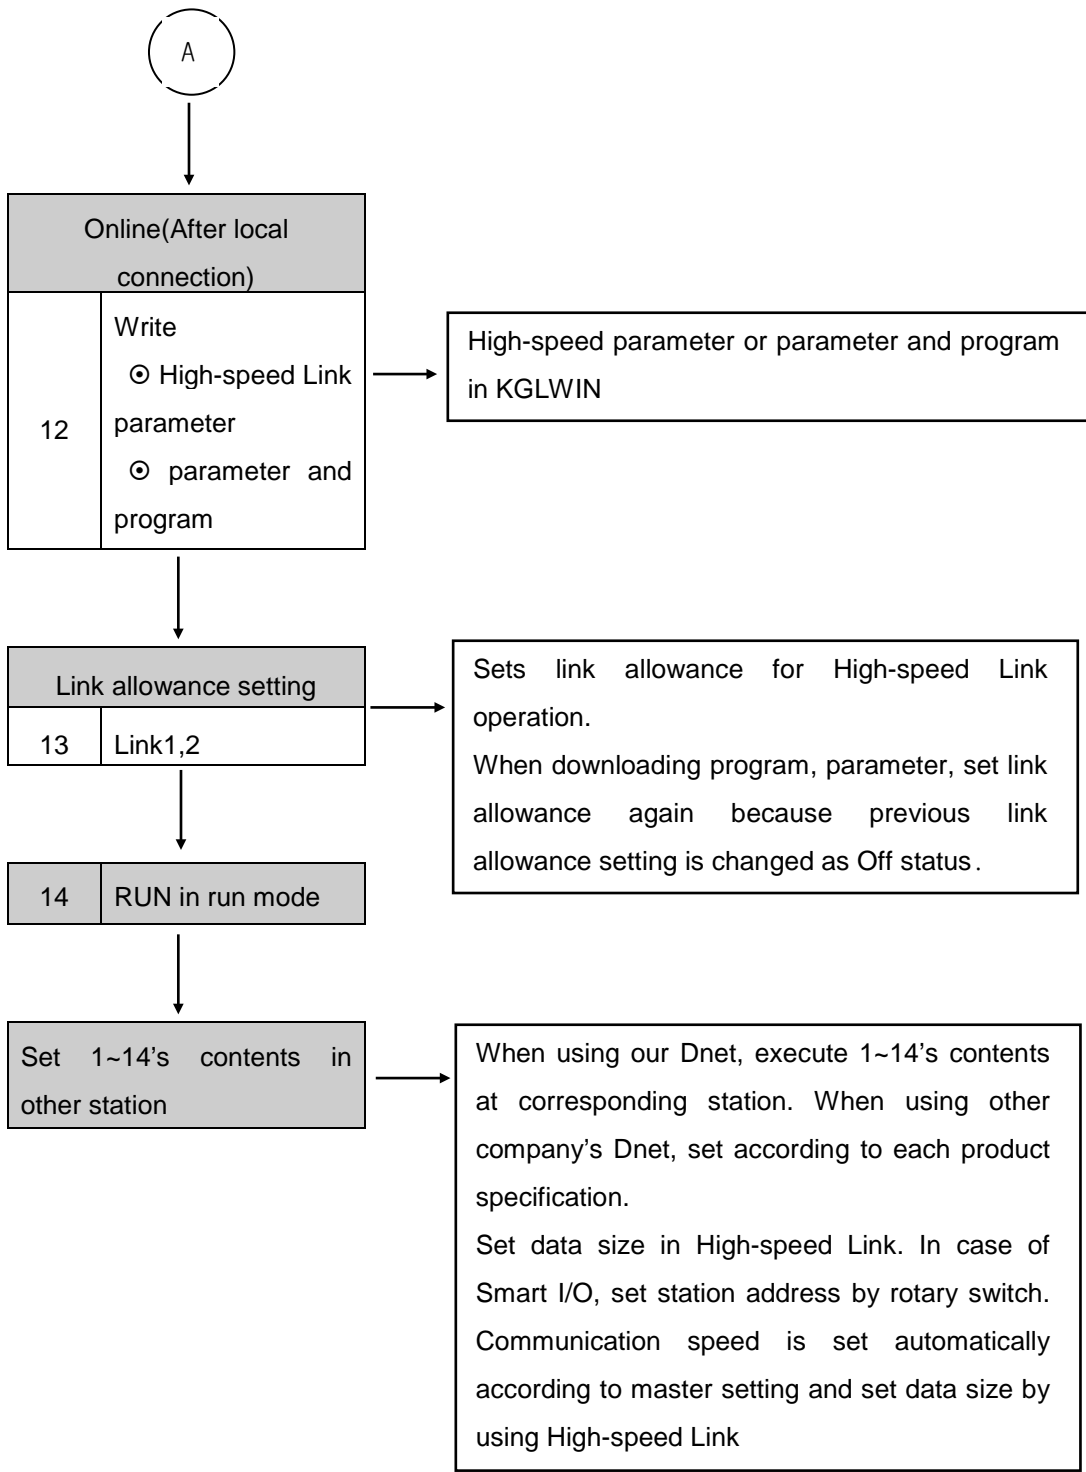 A
Online(After local
connection)
12
Write
⊙ High-speed Link
parameter
⊙ parameter and
program
High-speed parameter or parameter and program
in KGLWIN
Link allowance setting
13
Link1,2
Sets link allowance for High-speed Link
operation.
When downloading program, parameter, set link
allowance again because previous link
allowance setting is changed as Off status.
14
RUN in run mode
Set 1~14’s contents in
other station
When using our Dnet, execute 1~14’s contents
at corresponding station. When using other
company’s Dnet, set according to each product
specification.
Set data size in High-speed Link. In case of
Smart I/O, set station address by rotary switch.
Communication speed is set automatically
according to master setting and set data size by
using High-speed Link